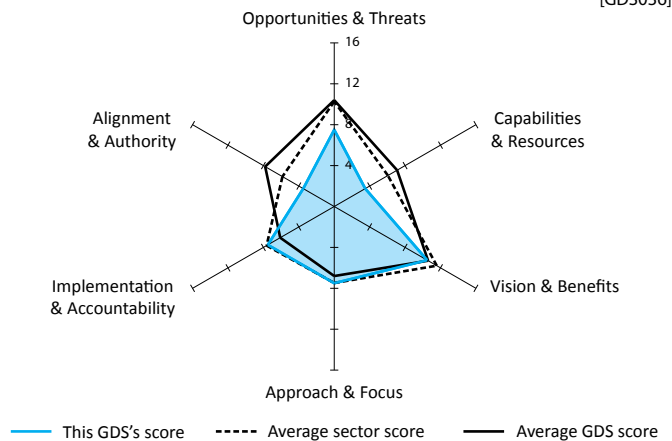 [GDS036]
Opportunities & Threats
16
12
8
4
Alignment
& Authority
Capabilities
& Resources
Implementation
& Accountability
Vision & Benefits
Approach & Focus
This GDS’s score
Average sector score
Average GDS score